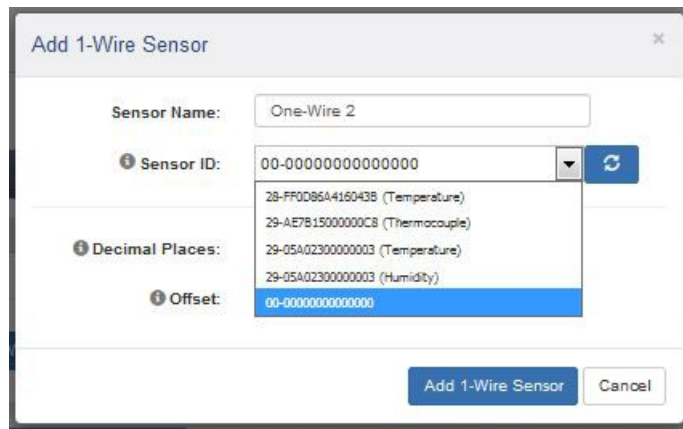 Add 1-Wire Sensor
×
Sensor Name:
One-Wire 2
Sensor ID:
00-00000000000000
28-FF0D86A416043B (Temperature)
29-AE7B15000000C8 (Thermocouple)
29-05A02300000003 (Temperature)
Decimal Places:
29-05A02300000003 (Humidity)
Offset:
00-00000000000000
Add 1-Wire Sensor
Cancel